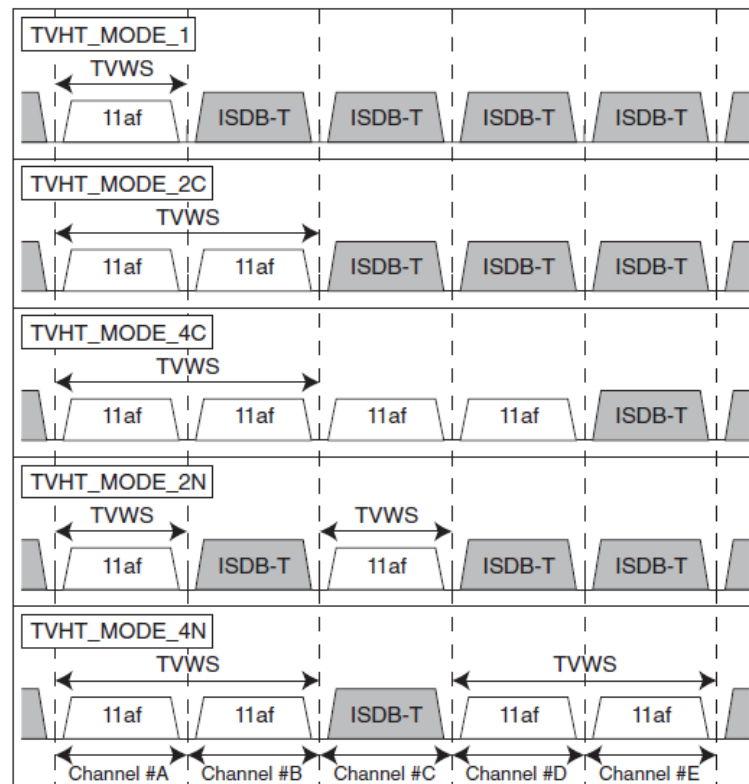 TVHT_MODE_1
TVWS
11af ISDB-T ISDB-T ISDB-T ISDB-T
TVHT_MODE_2C
TVWS
11af 11af ISDB-T ISDB-T ISDB-T
TVHT_MODE_4C
TVWS
11af 11af 11af 11af ISDB-T
TVHT_MODE_2N
TVWS TVWS
11af ISDB-T 11af ISDB-T ISDB-T
TVHT_MODE_4N
TVWS TVWS
11af 11af ISDB-T 11af 11af
Channel #A Channel #B Channel #C Channel #D Channel #E